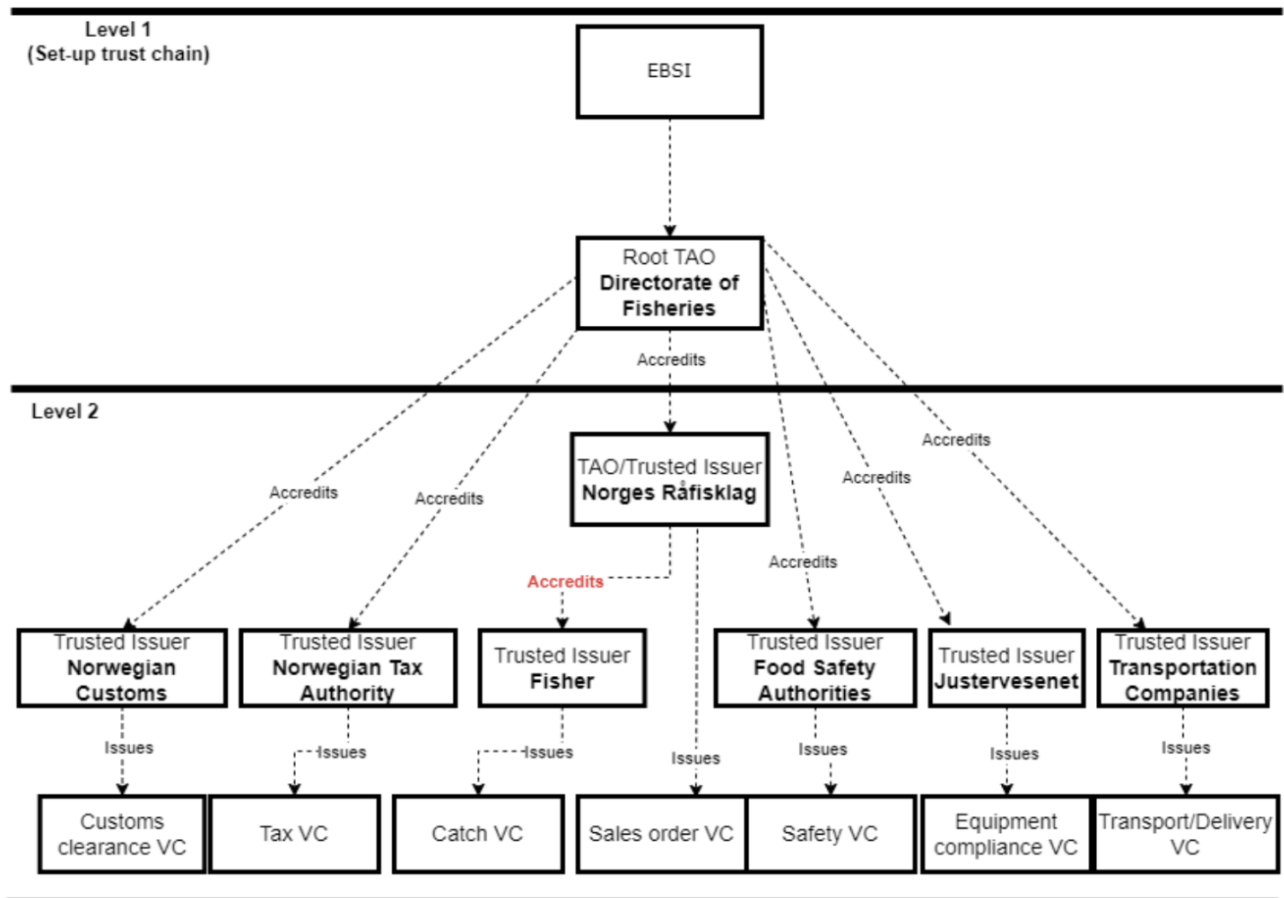 Level 1
(Set-up trust chain)
EBSI
Root TAO
Directorate of
Fisheries
Accredits
Level 2
Accredits
TAO/Trusted Issuer
Norges Råfisklag
Accredits
Accredits
Accredits
Accredits
Accredits
Trusted Issuer
Norwegian
Customs
Trusted Issuer
Norwegian Tax
Authority
Trusted Issuer
Fisher
Trusted Issuer
Food Safety
Authorities
Trusted Issuer
Justervesenet
Trusted Issuer
Transportation
Companies
Issues
Issues
Issues
Issues
Issues
Issues
Issues
Customs
clearance VC
Tax VC
Catch VC
Sales order VC
Safety VC
Equipment
compliance VC
Transport/Delivery
VC